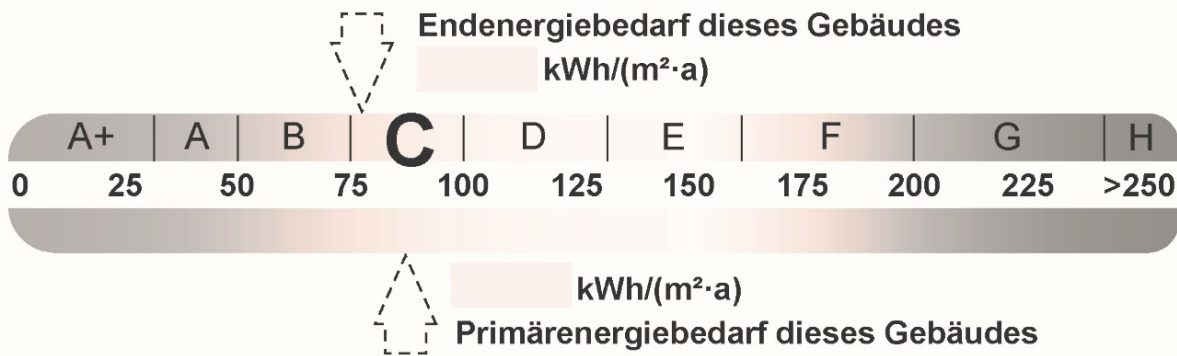 Endenergiebedarf dieses Gebäudes
kWh/(m²·a)
A+ A B C D E F G H
0 25 50 75 100 125 150 175 200 225 >250
kWh/(m²·a)
Primärenergiebedarf dieses Gebäudes